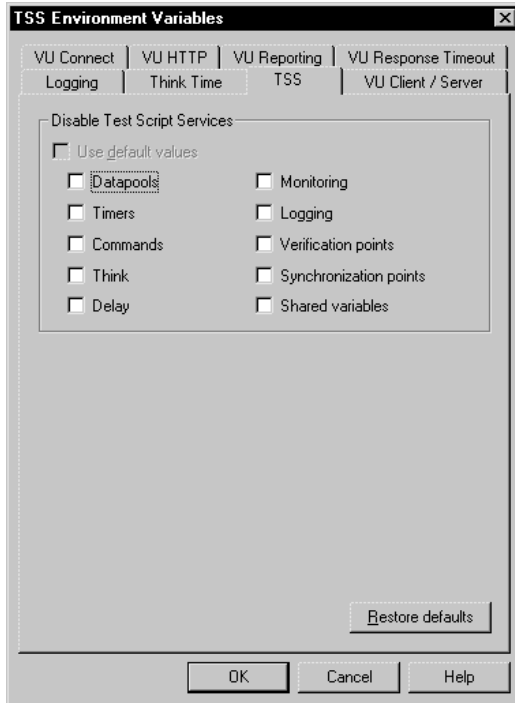 TSS Environment Variables
VU Connect VU HTTP VU Reporting VU Response Timeout
Logging Think Time TSS VU Client / Server
Disable Test Script Services
Use default values
Datapools Monitoring
Timers Logging
Commands Verification points
Think Synchronization points
Delay Shared variables
Restore defaults
OK Cancel Help